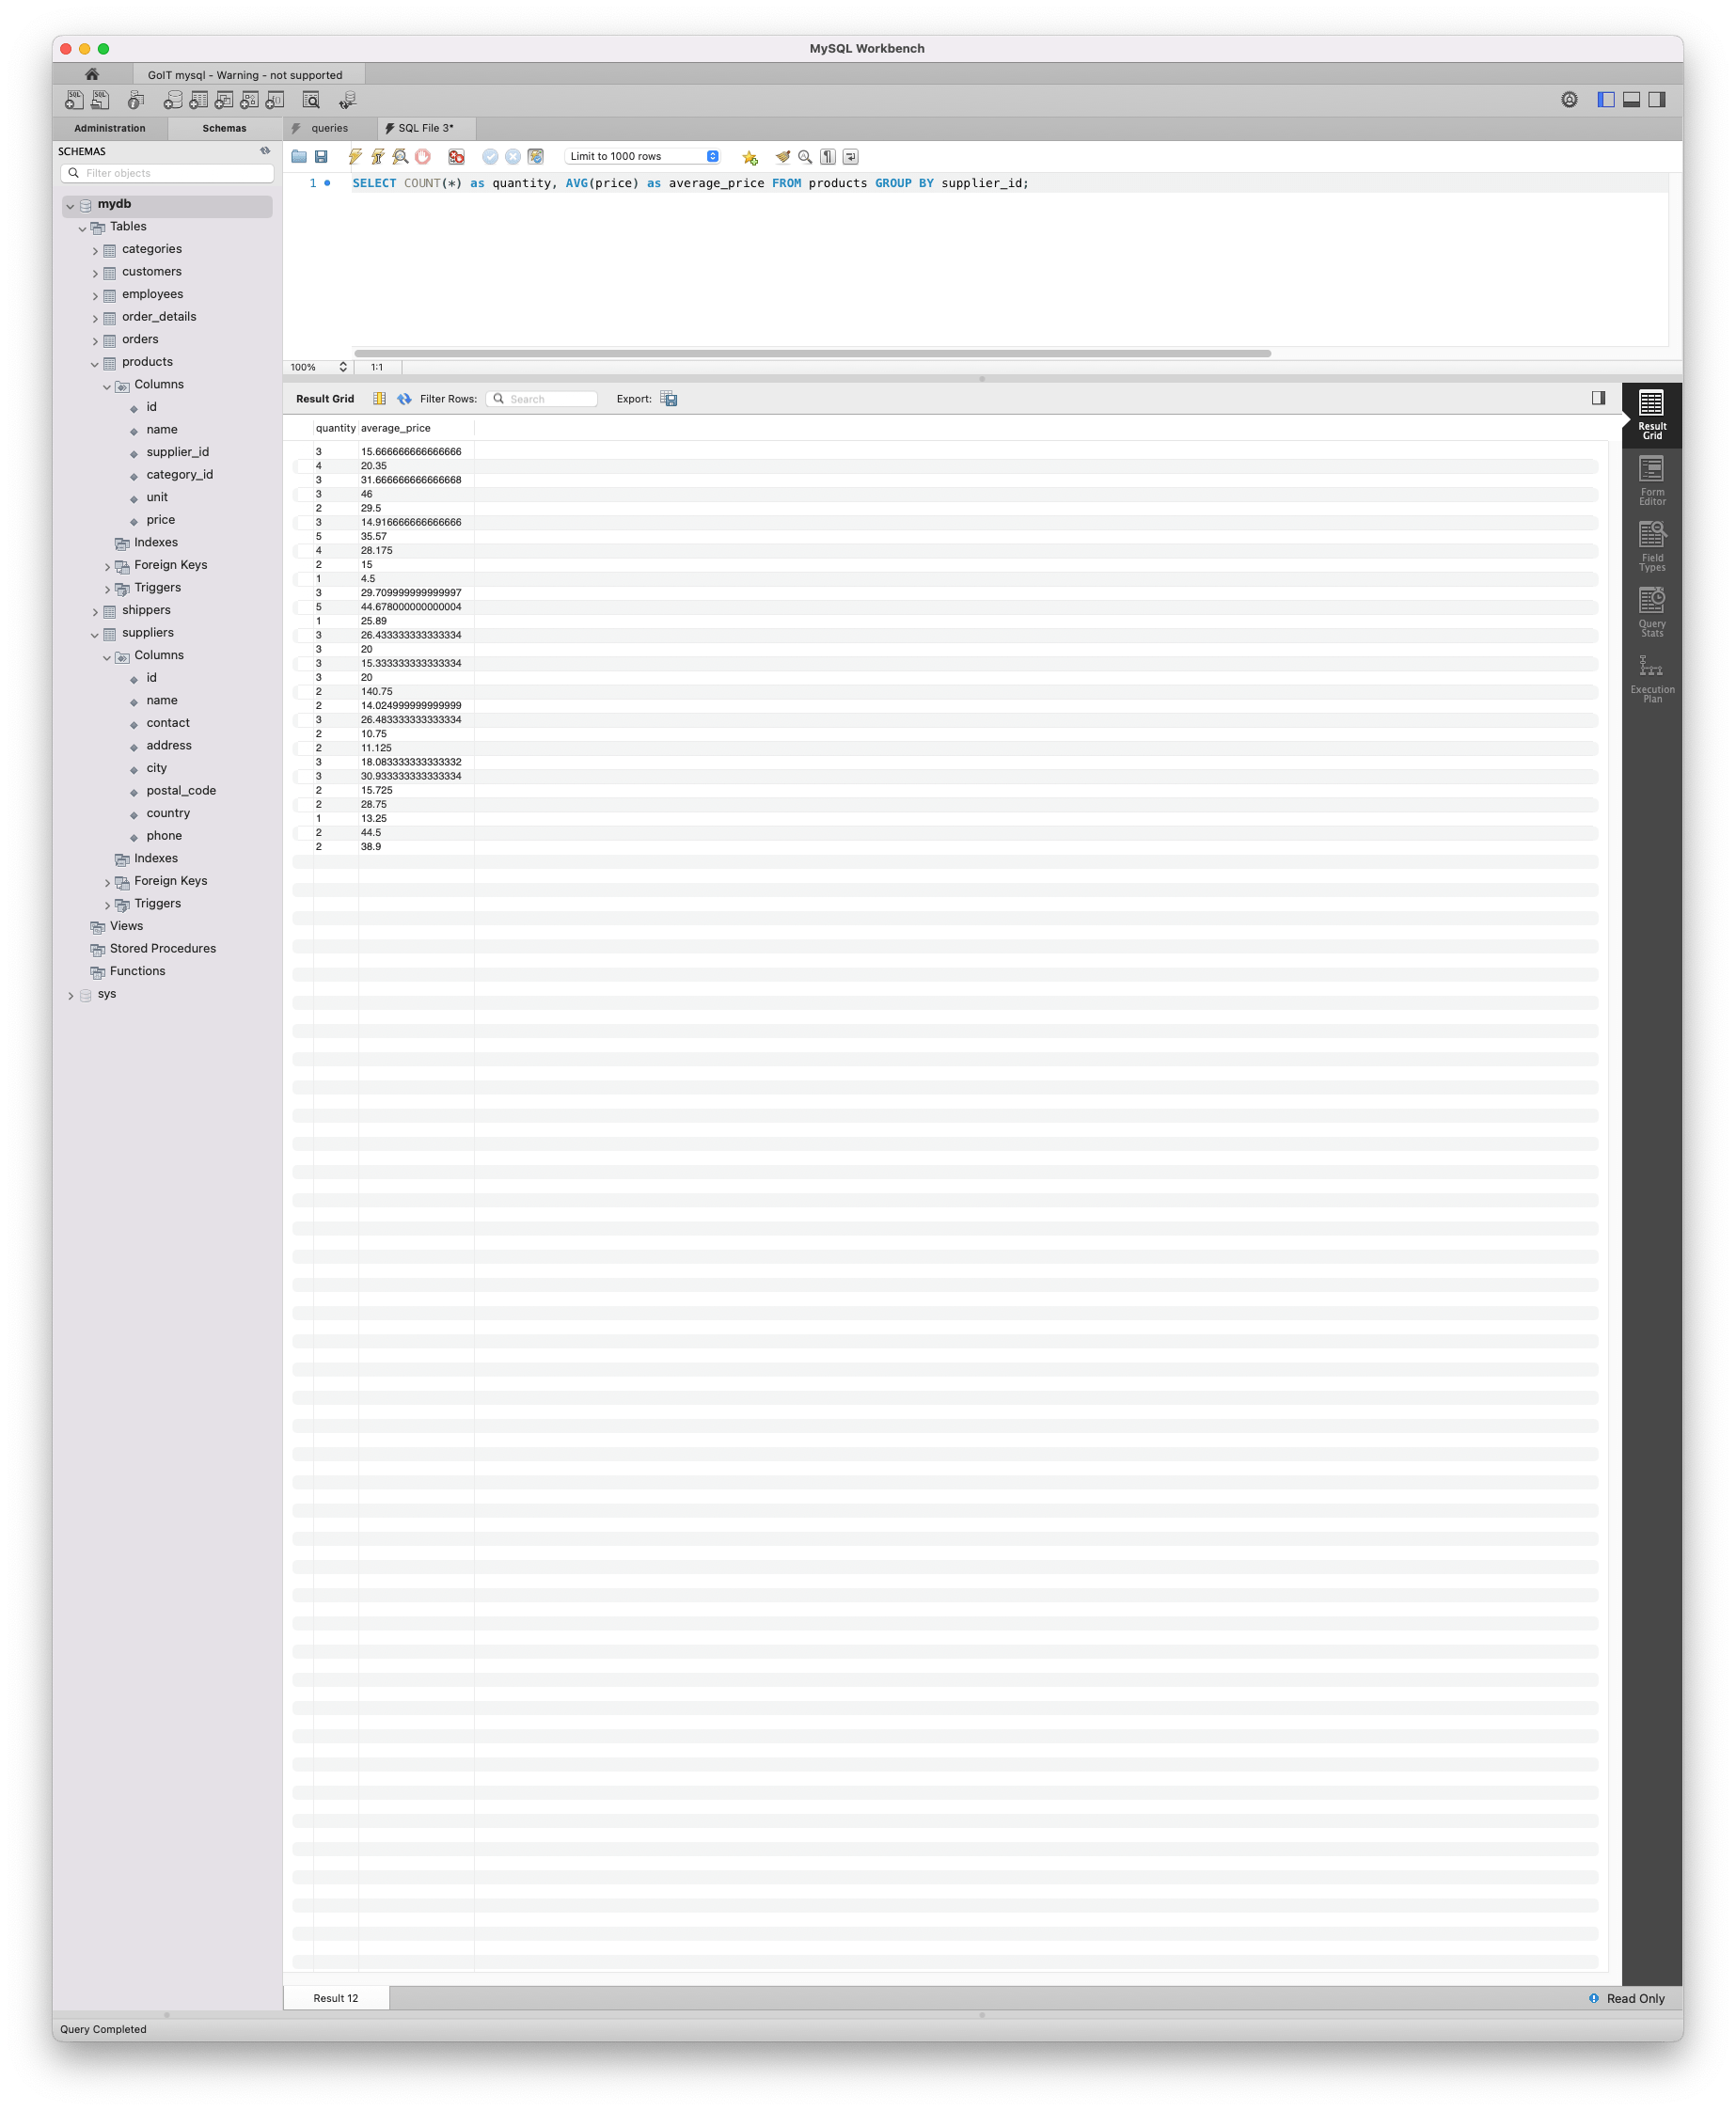 MySQL Workbench
GoIT mysql - Warning - not supported
Administration Schemas queries SQL File 3*
SCHEMAS
Filter objects
Limit to 1000 rows
1 SELECT COUNT(*) as quantity, AVG(price) as average_price FROM products GROUP BY supplier_id;
mydb
Tables
categories
customers
employees
order_details
orders
products
Columns
id
name
supplier_id
category_id
unit
price
Indexes
Foreign Keys
Triggers
shippers
suppliers
Columns
id
name
contact
address
city
postal_code
country
phone
Indexes
Foreign Keys
Triggers
Views
Stored Procedures
Functions
sys
100% 1:1
Result Grid Filter Rows: Search Export:
quantity average_price
3 15.666666666666666
4 20.35
3 31.666666666666668
3 46
2 29.5
3 14.916666666666666
5 35.57
4 28.175
2 15
1 4.5
3 29.709999999999997
5 44.678000000000004
1 25.89
3 26.433333333333334
3 20
3 15.333333333333334
3 20
2 140.75
2 14.024999999999999
3 26.483333333333334
2 10.75
2 11.125
3 18.083333333333332
3 30.933333333333334
2 15.725
2 28.75
1 13.25
2 44.5
2 38.9
Result
Grid
Form
Editor
Field
Types
Query
Stats
Execution
Plan
Result 12
Read Only
Query Completed